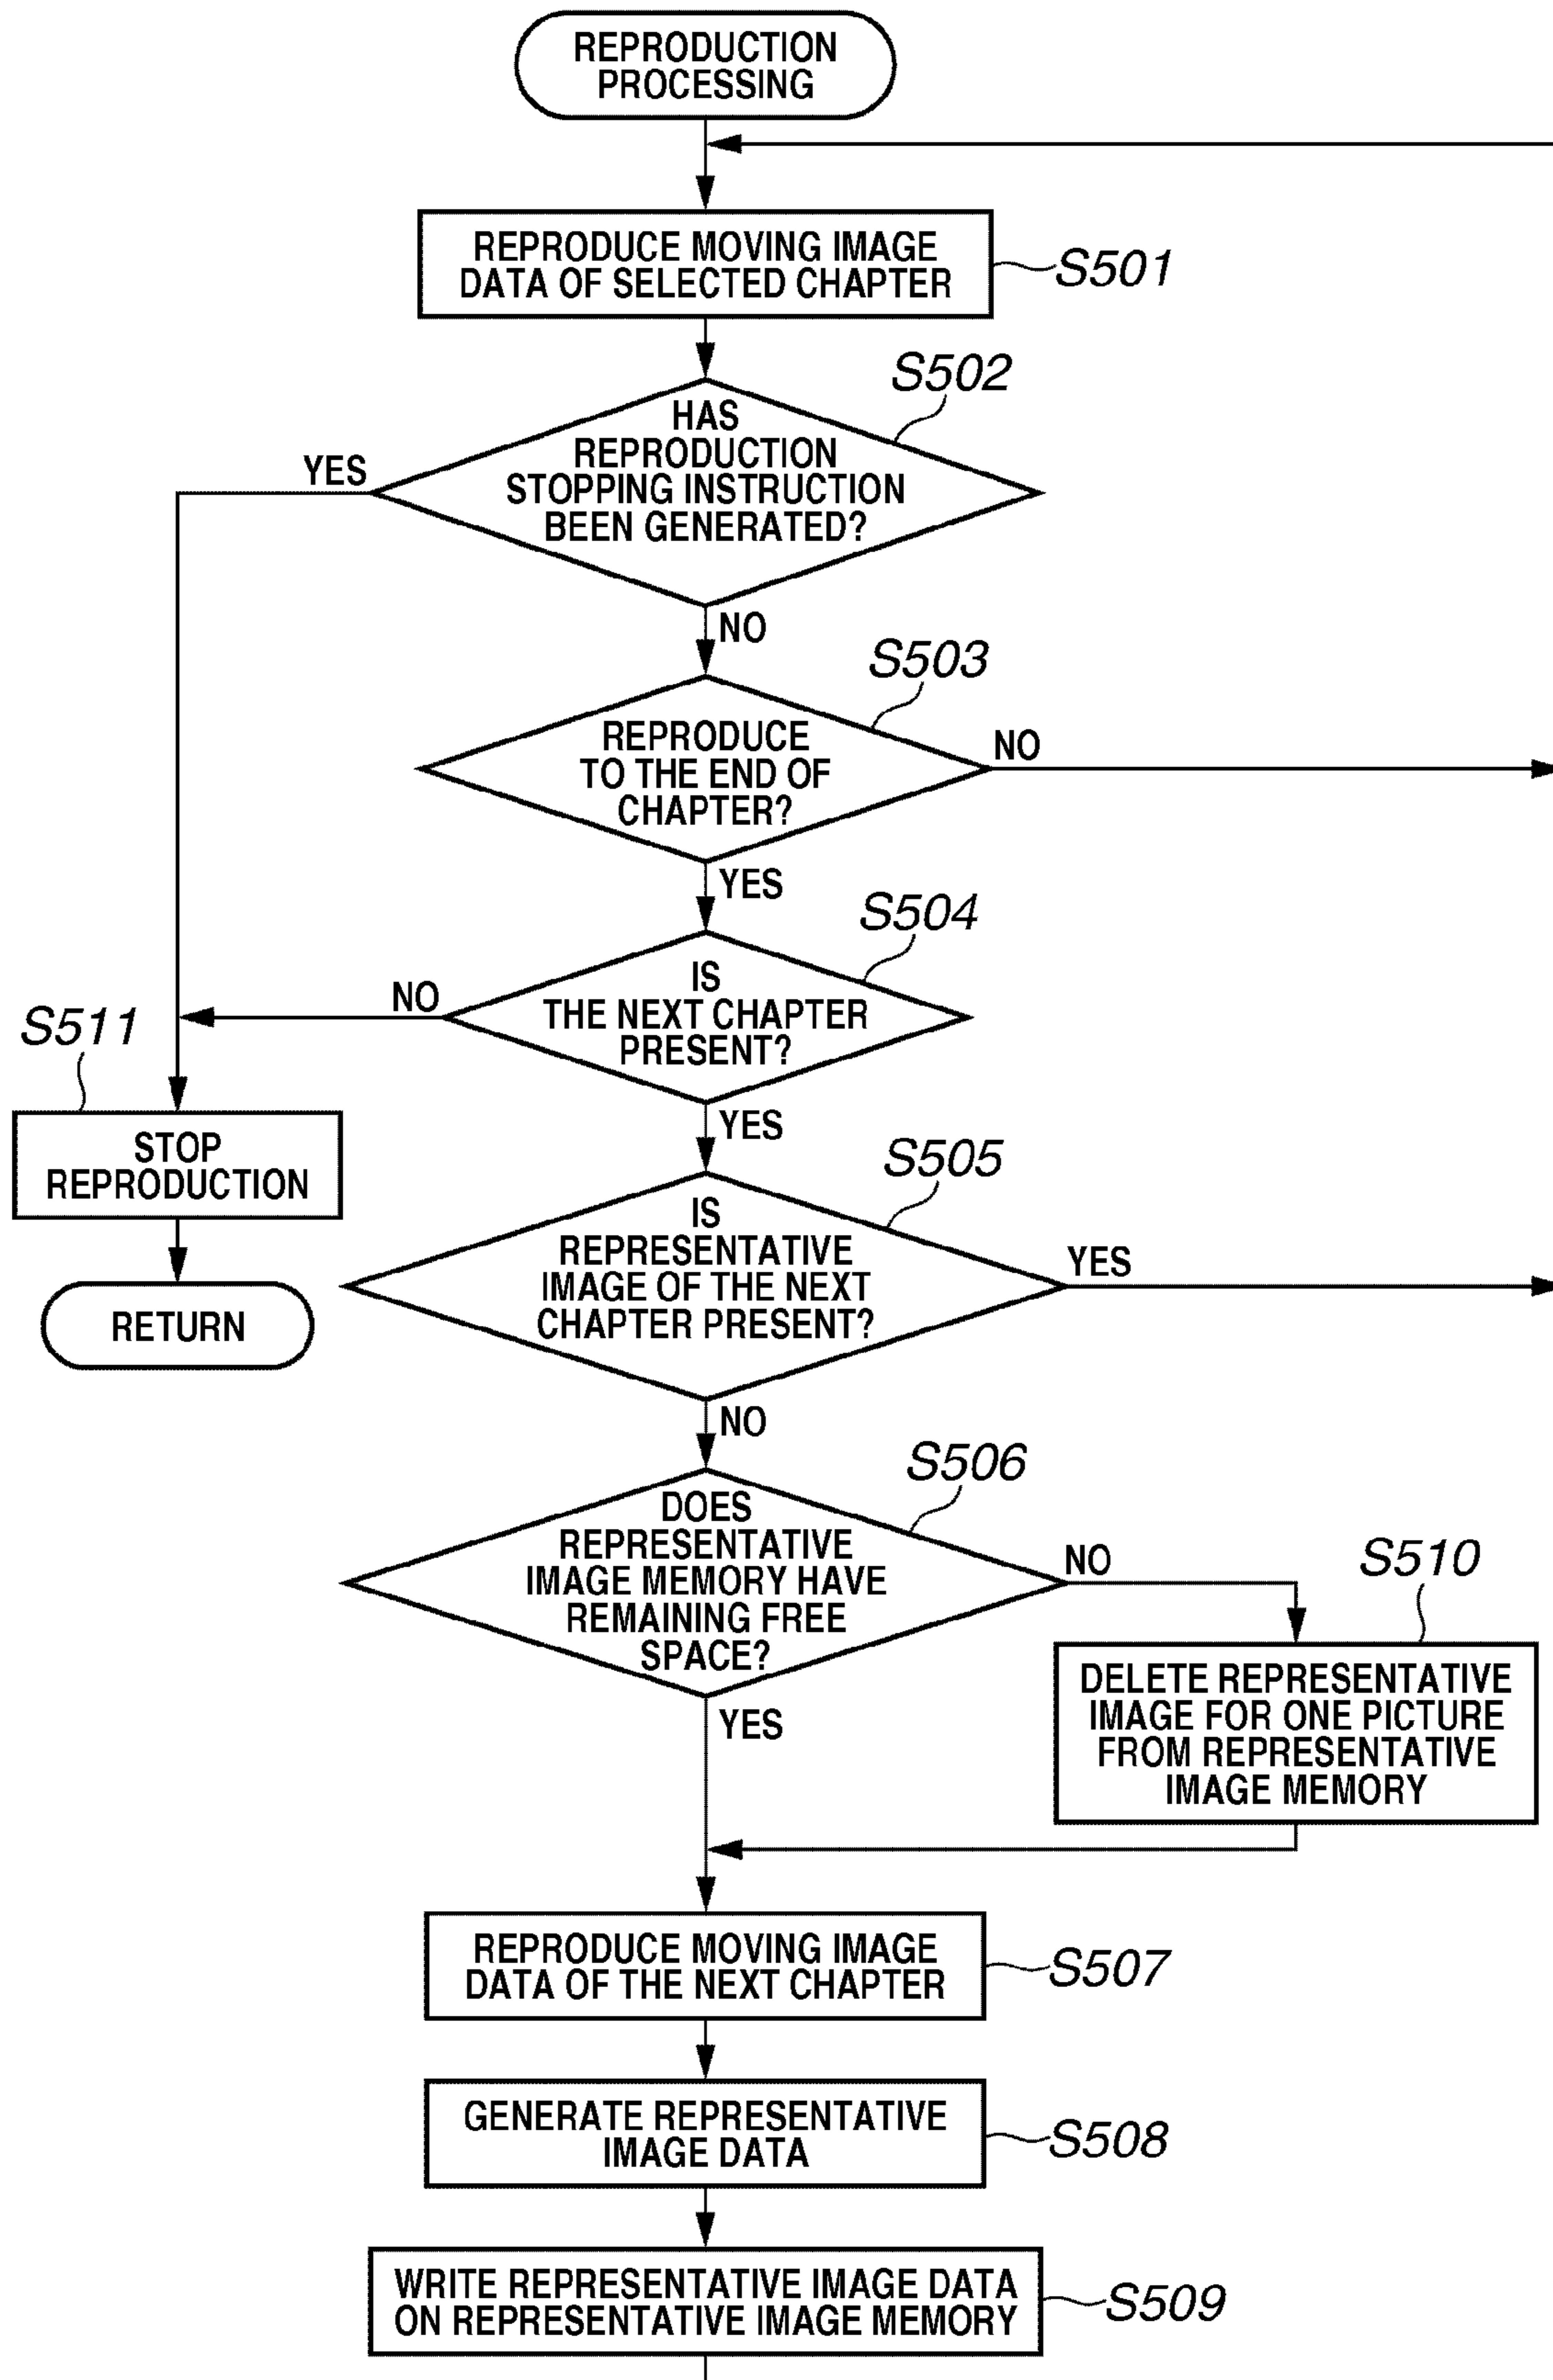 REPRODUCTION
PROCESSING
REPRODUCE MOVING IMAGE
DATA OF SELECTED CHAPTER
S501
S502
HAS
REPRODUCTION
STOPPING INSTRUCTION
BEEN GENERATED?
YES
NO
S503
REPRODUCE
TO THE END OF
CHAPTER?
NO
YES
S504
IS
THE NEXT CHAPTER
PRESENT?
NO
YES
S511
STOP
REPRODUCTION
RETURN
S505
IS
REPRESENTATIVE
IMAGE OF THE NEXT
CHAPTER PRESENT?
YES
NO
S506
DOES
REPRESENTATIVE
IMAGE MEMORY HAVE
REMAINING FREE
SPACE?
NO
YES
S510
DELETE REPRESENTATIVE
IMAGE FOR ONE PICTURE
FROM REPRESENTATIVE
IMAGE MEMORY
REPRODUCE MOVING IMAGE
DATA OF THE NEXT CHAPTER
S507
GENERATE REPRESENTATIVE
IMAGE DATA
S508
WRITE REPRESENTATIVE IMAGE DATA
ON REPRESENTATIVE IMAGE MEMORY
S509